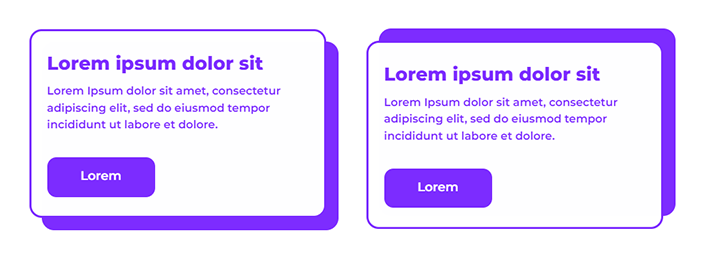 Lorem ipsum dolor sit
Lorem Ipsum dolor sit amet, consectetur
adipiscing elit, sed do eiusmod tempor
incididunt ut labore et dolore.
Lorem
Lorem ipsum dolor sit
Lorem Ipsum dolor sit amet, consectetur
adipiscing elit, sed do eiusmod tempor
incididunt ut labore et dolore.
Lorem